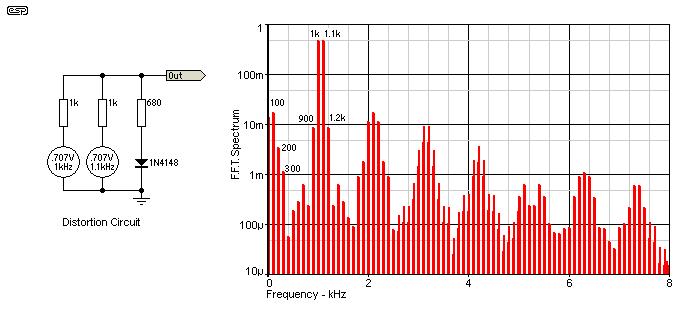 esp
Out
1k
1k
680
.707V
1kHz
.707V
1.1kHz
1N4148
Distortion Circuit
F.F.T. Spectrum
1
100m
10m
1m
100µ
10µ
1k
1.1k
100
900
1.2k
200
300
0
2
4
6
8
Frequency - kHz